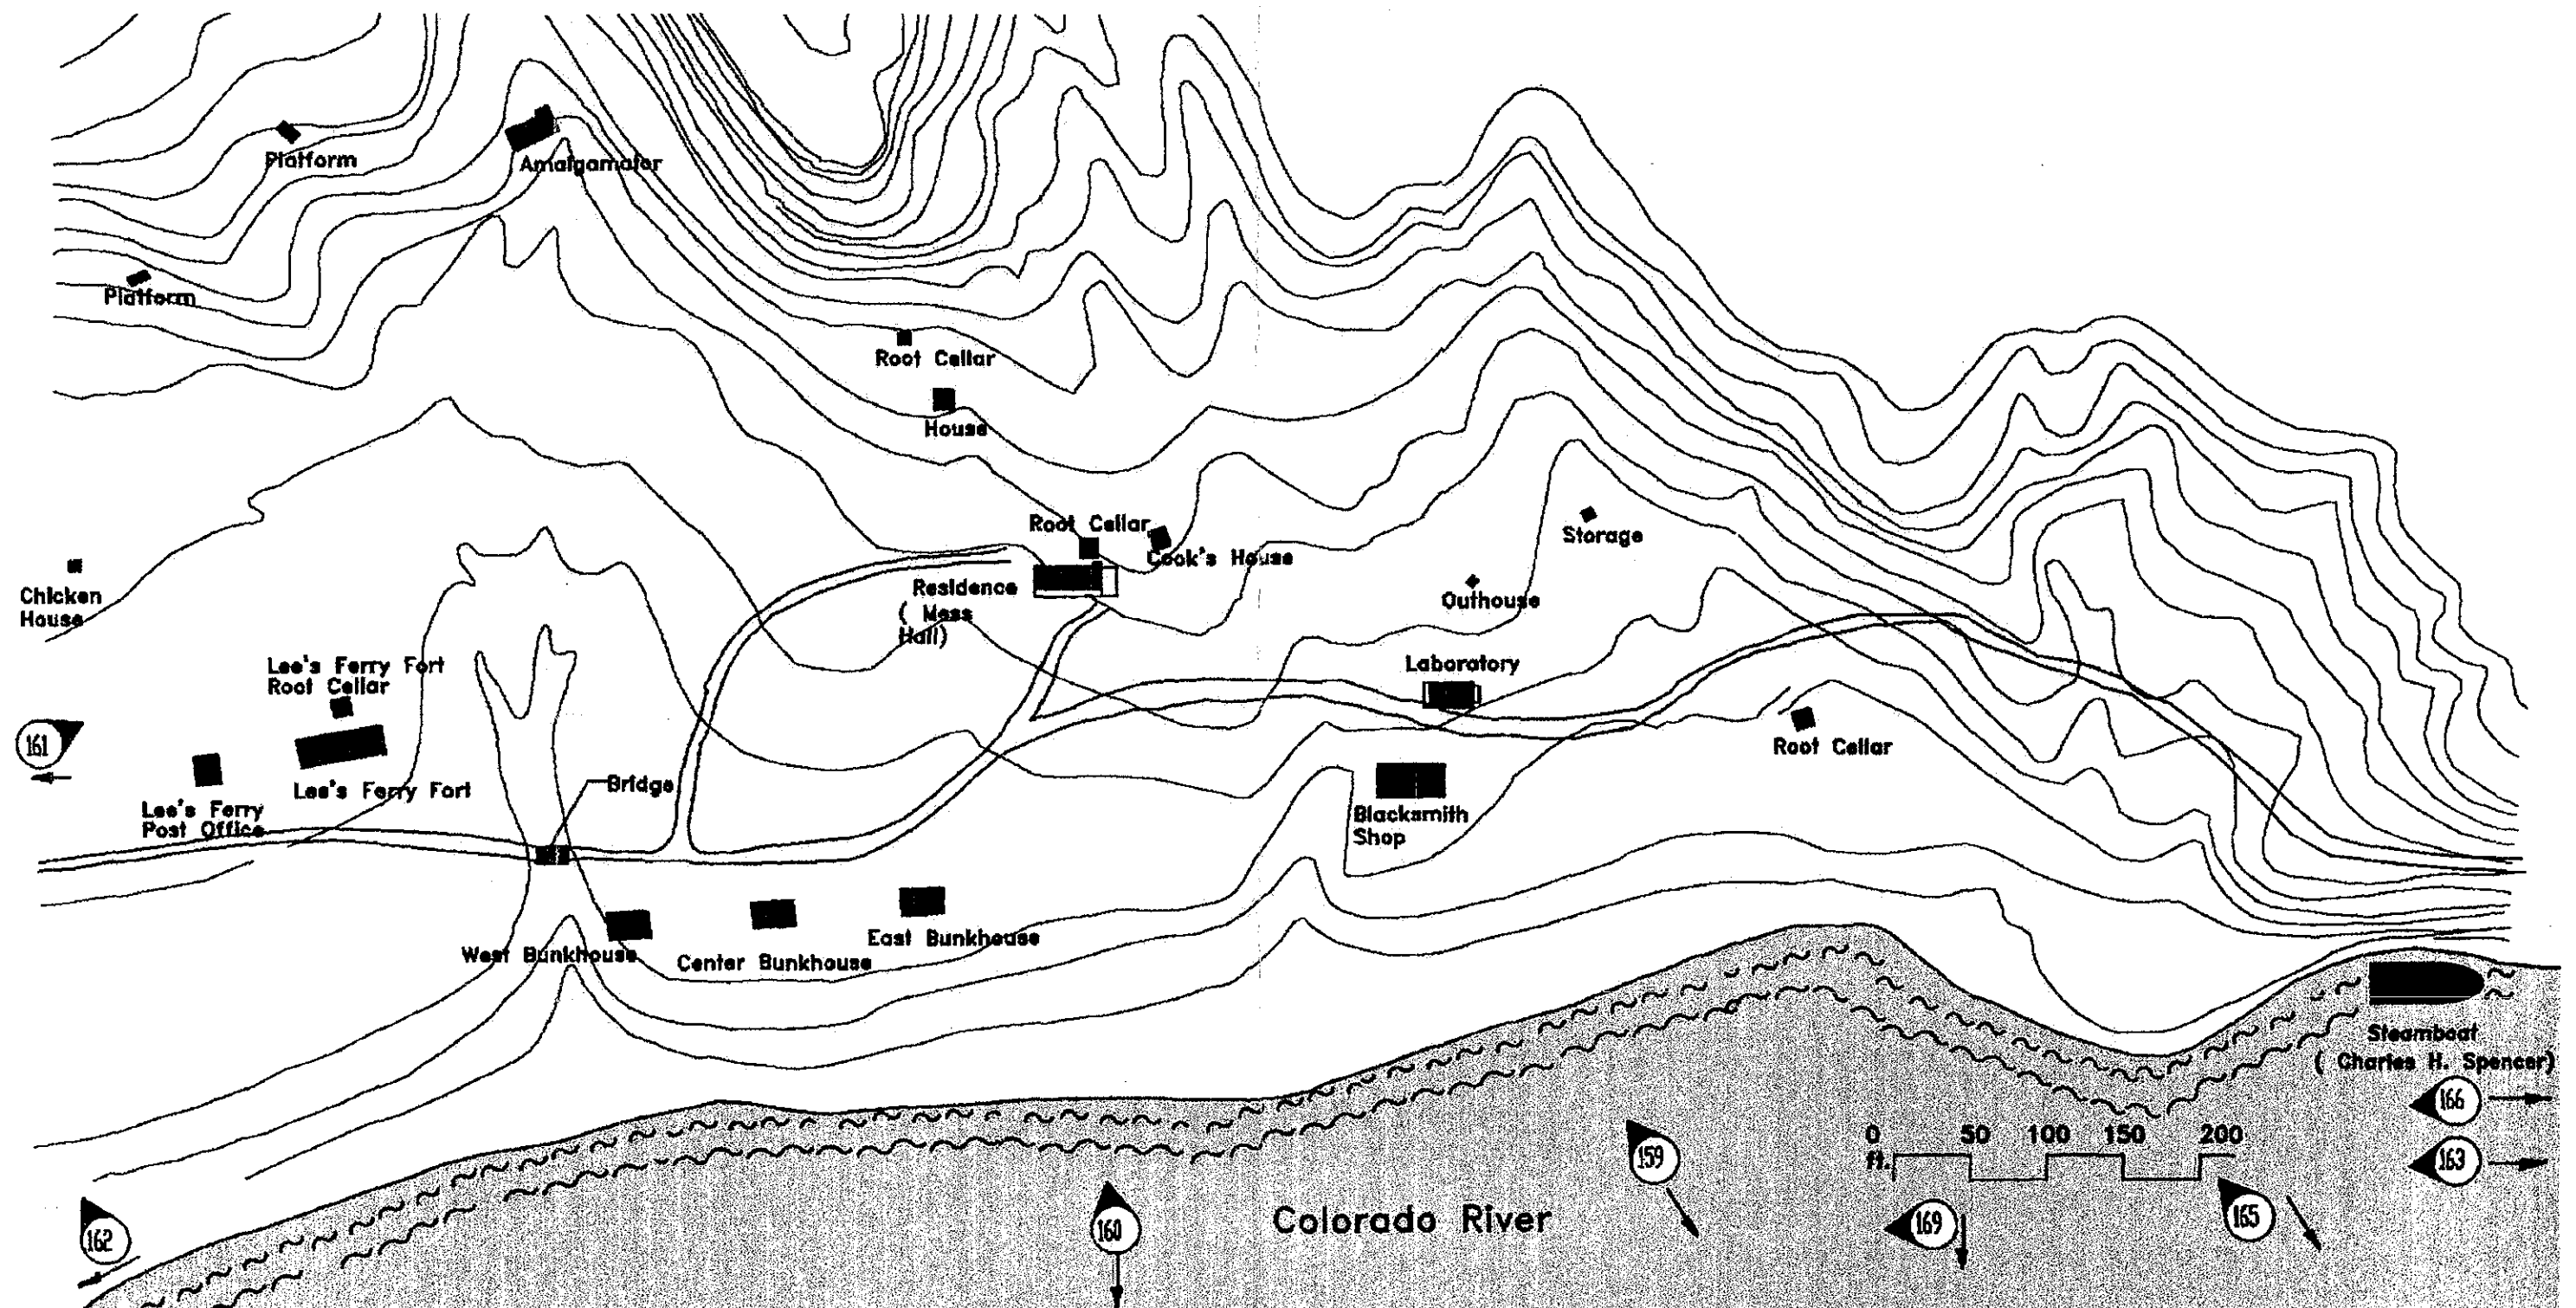 Platform
Amalgamator
Platform
Root Cellar
House
Root Cellar
Cook's House
Storage
Chicken
House
Residence
( Mess
Hall)
Outhouse
Lee's Ferry Fort
Root Cellar
Laboratory
161
Root Cellar
Lee's Ferry Fort
Bridge
Lee's Ferry
Post Office
Blacksmith
Shop
West Bunkhouse
Center Bunkhouse
East Bunkhouse
Steamboat
( Charles H. Spencer)
166
0 50 100 150 200
ft.
163
159
162
160
Colorado River
169
165